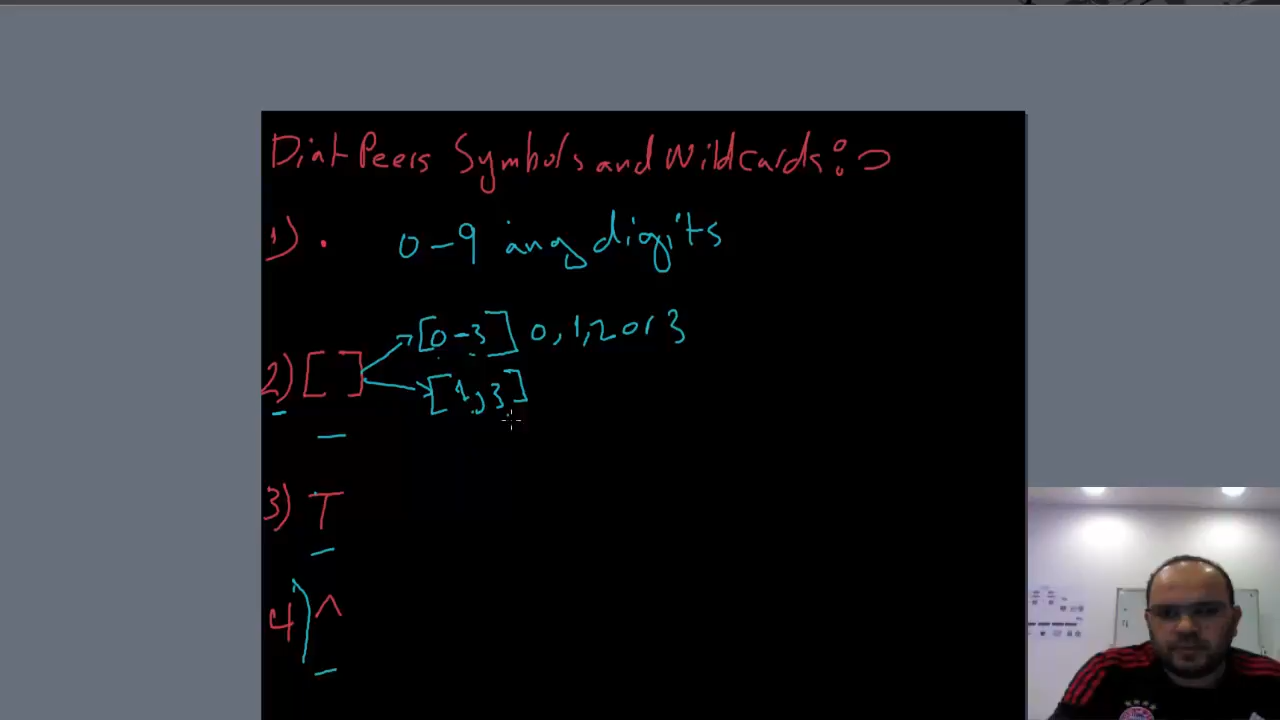 Dial-Peers Symbols and Wildcards:⊃
1) . 0-9 any digits
2) [ ] [0-3] 0,1,2 or 3
[1,3]
3) T
4) ^